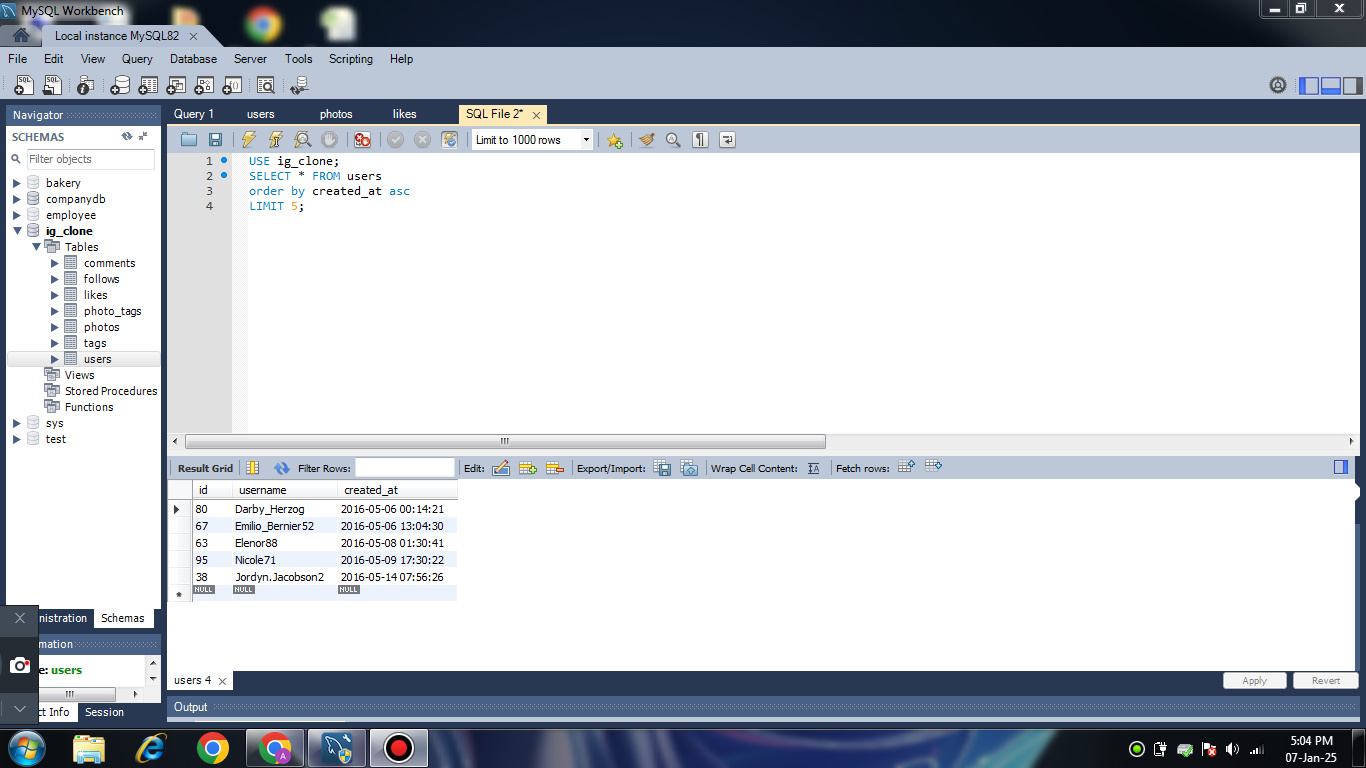 MySQL Workbench
Local instance MySQL82
File Edit View Query Database Server Tools Scripting Help
Navigator
SCHEMAS
Filter objects
bakery
companydb
employee
ig_clone
Tables
comments
follows
likes
photo_tags
photos
tags
users
Views
Stored Procedures
Functions
sys
test
nistration Schemas
mation
e: users
ct Info Session
Query 1 users photos likes SQL File 2*
Limit to 1000 rows
1 USE ig_clone;
2 SELECT * FROM users
3 order by created_at asc
4 LIMIT 5;
Result Grid Filter Rows: Edit: Export/Import: Wrap Cell Content: Fetch rows:
id username created_at
80 Darby_Herzog 2016-05-06 00:14:21
67 Emilio_Bernier52 2016-05-06 13:04:30
63 Elenor88 2016-05-08 01:30:41
95 Nicole71 2016-05-09 17:30:22
38 Jordyn.Jacobson2 2016-05-14 07:56:26
NULL NULL NULL
users 4
Apply Revert
Output
5:04 PM
07-Jan-25